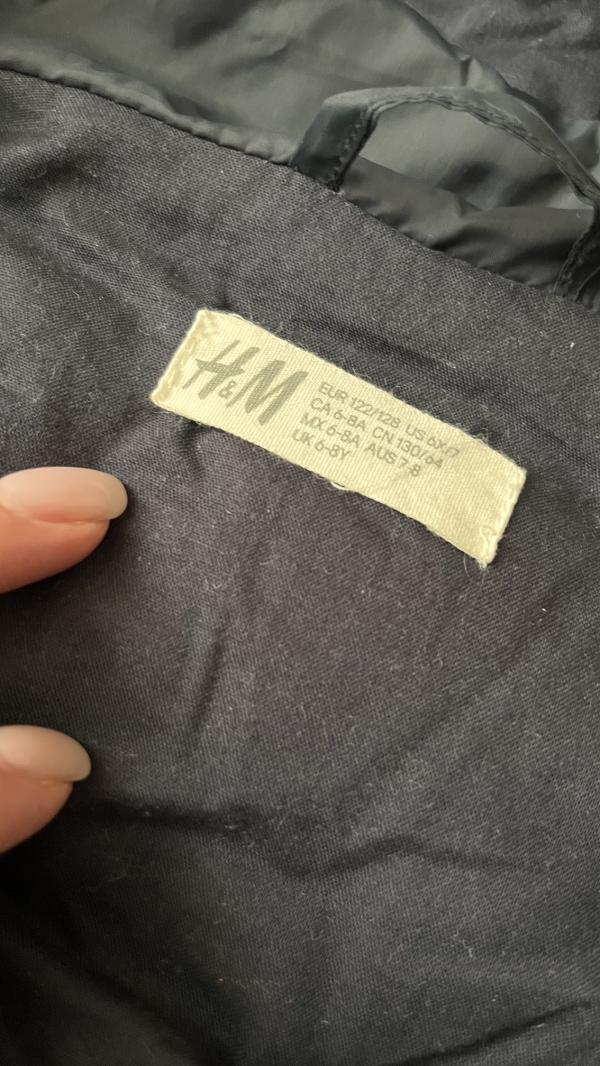 H&M
EUR 122/128 US 6X/7
CA 6-8A CN 130/64
MX 6-8A AUS 7-8
UK 6-8Y